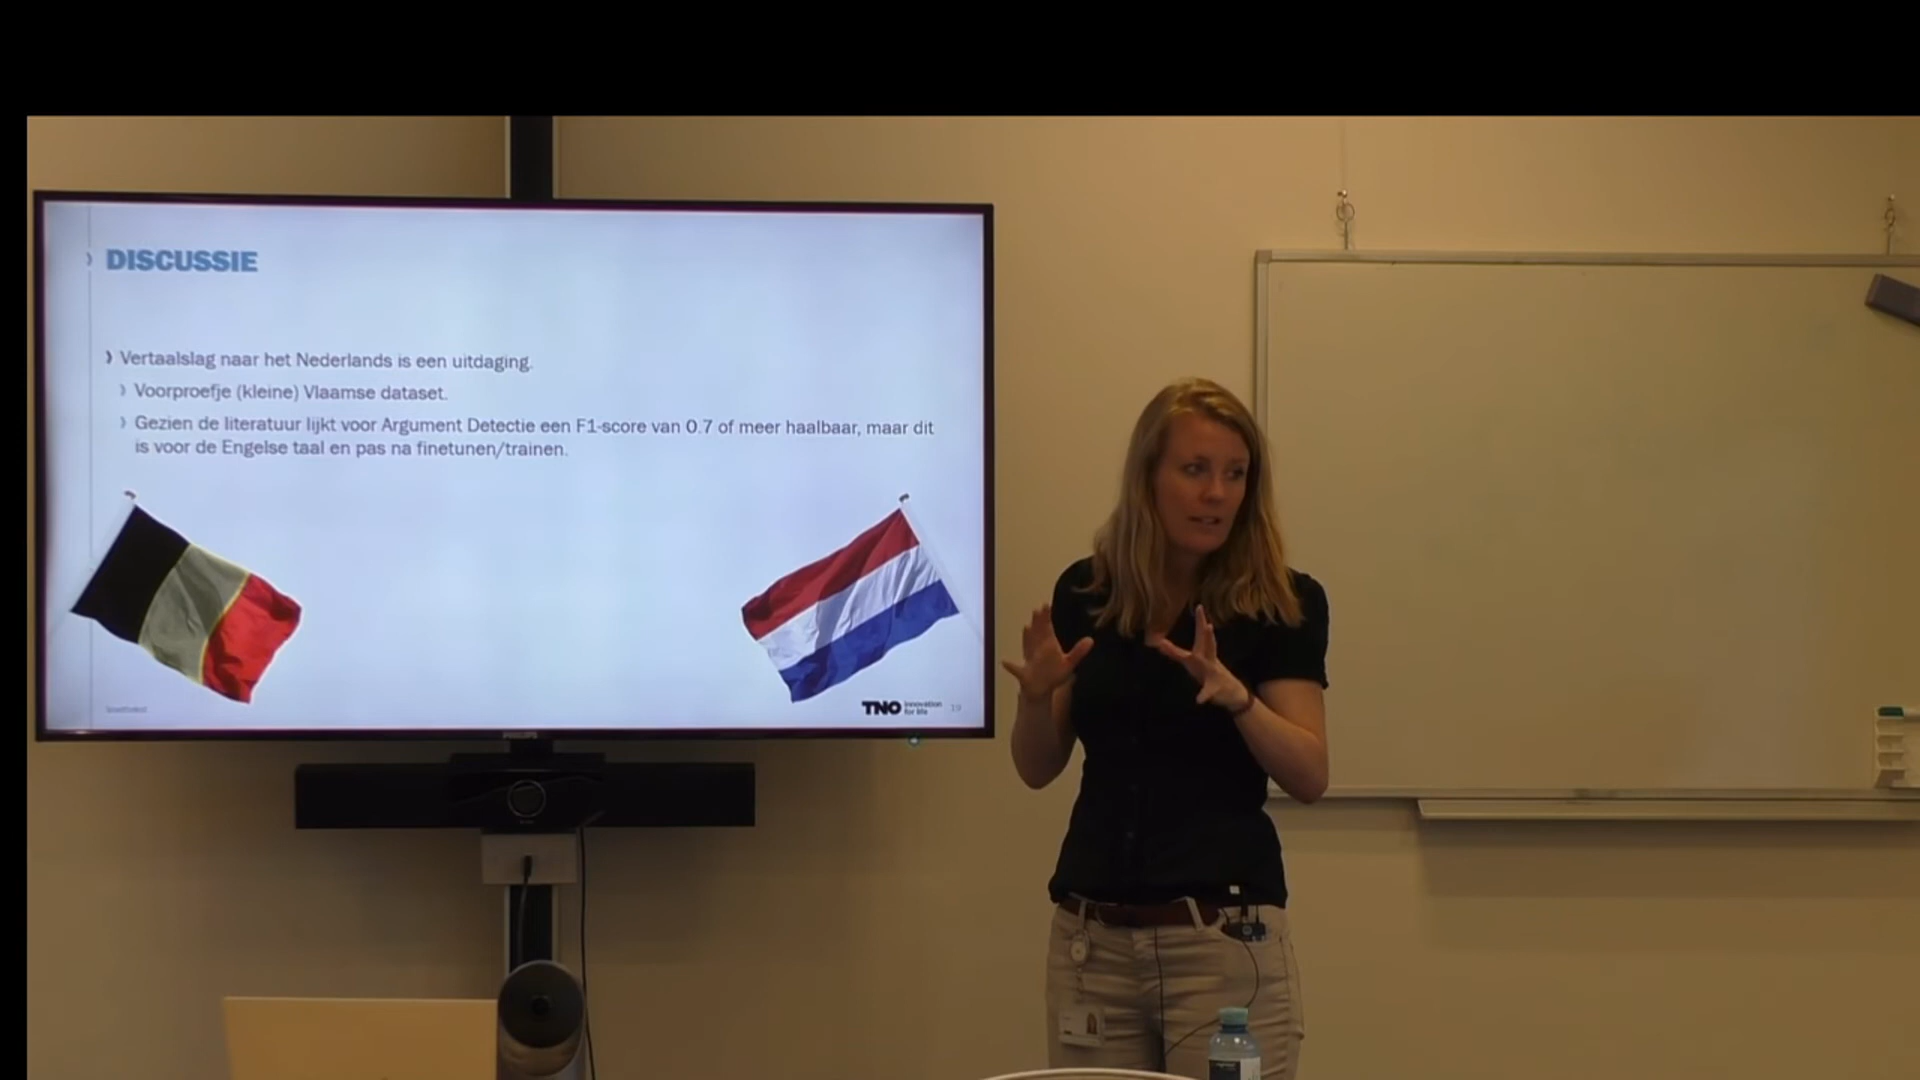 DISCUSSIE
Vertaalslag naar het Nederlands is een uitdaging.
Voorproefje (kleine) Vlaamse dataset.
Gezien de literatuur lijkt voor Argument Detectie een F1-score van 0.7 of meer haalbaar, maar dit
is voor de Engelse taal en pas na finetunen/trainen.
TNO innovation
for life
19
PHILIPS